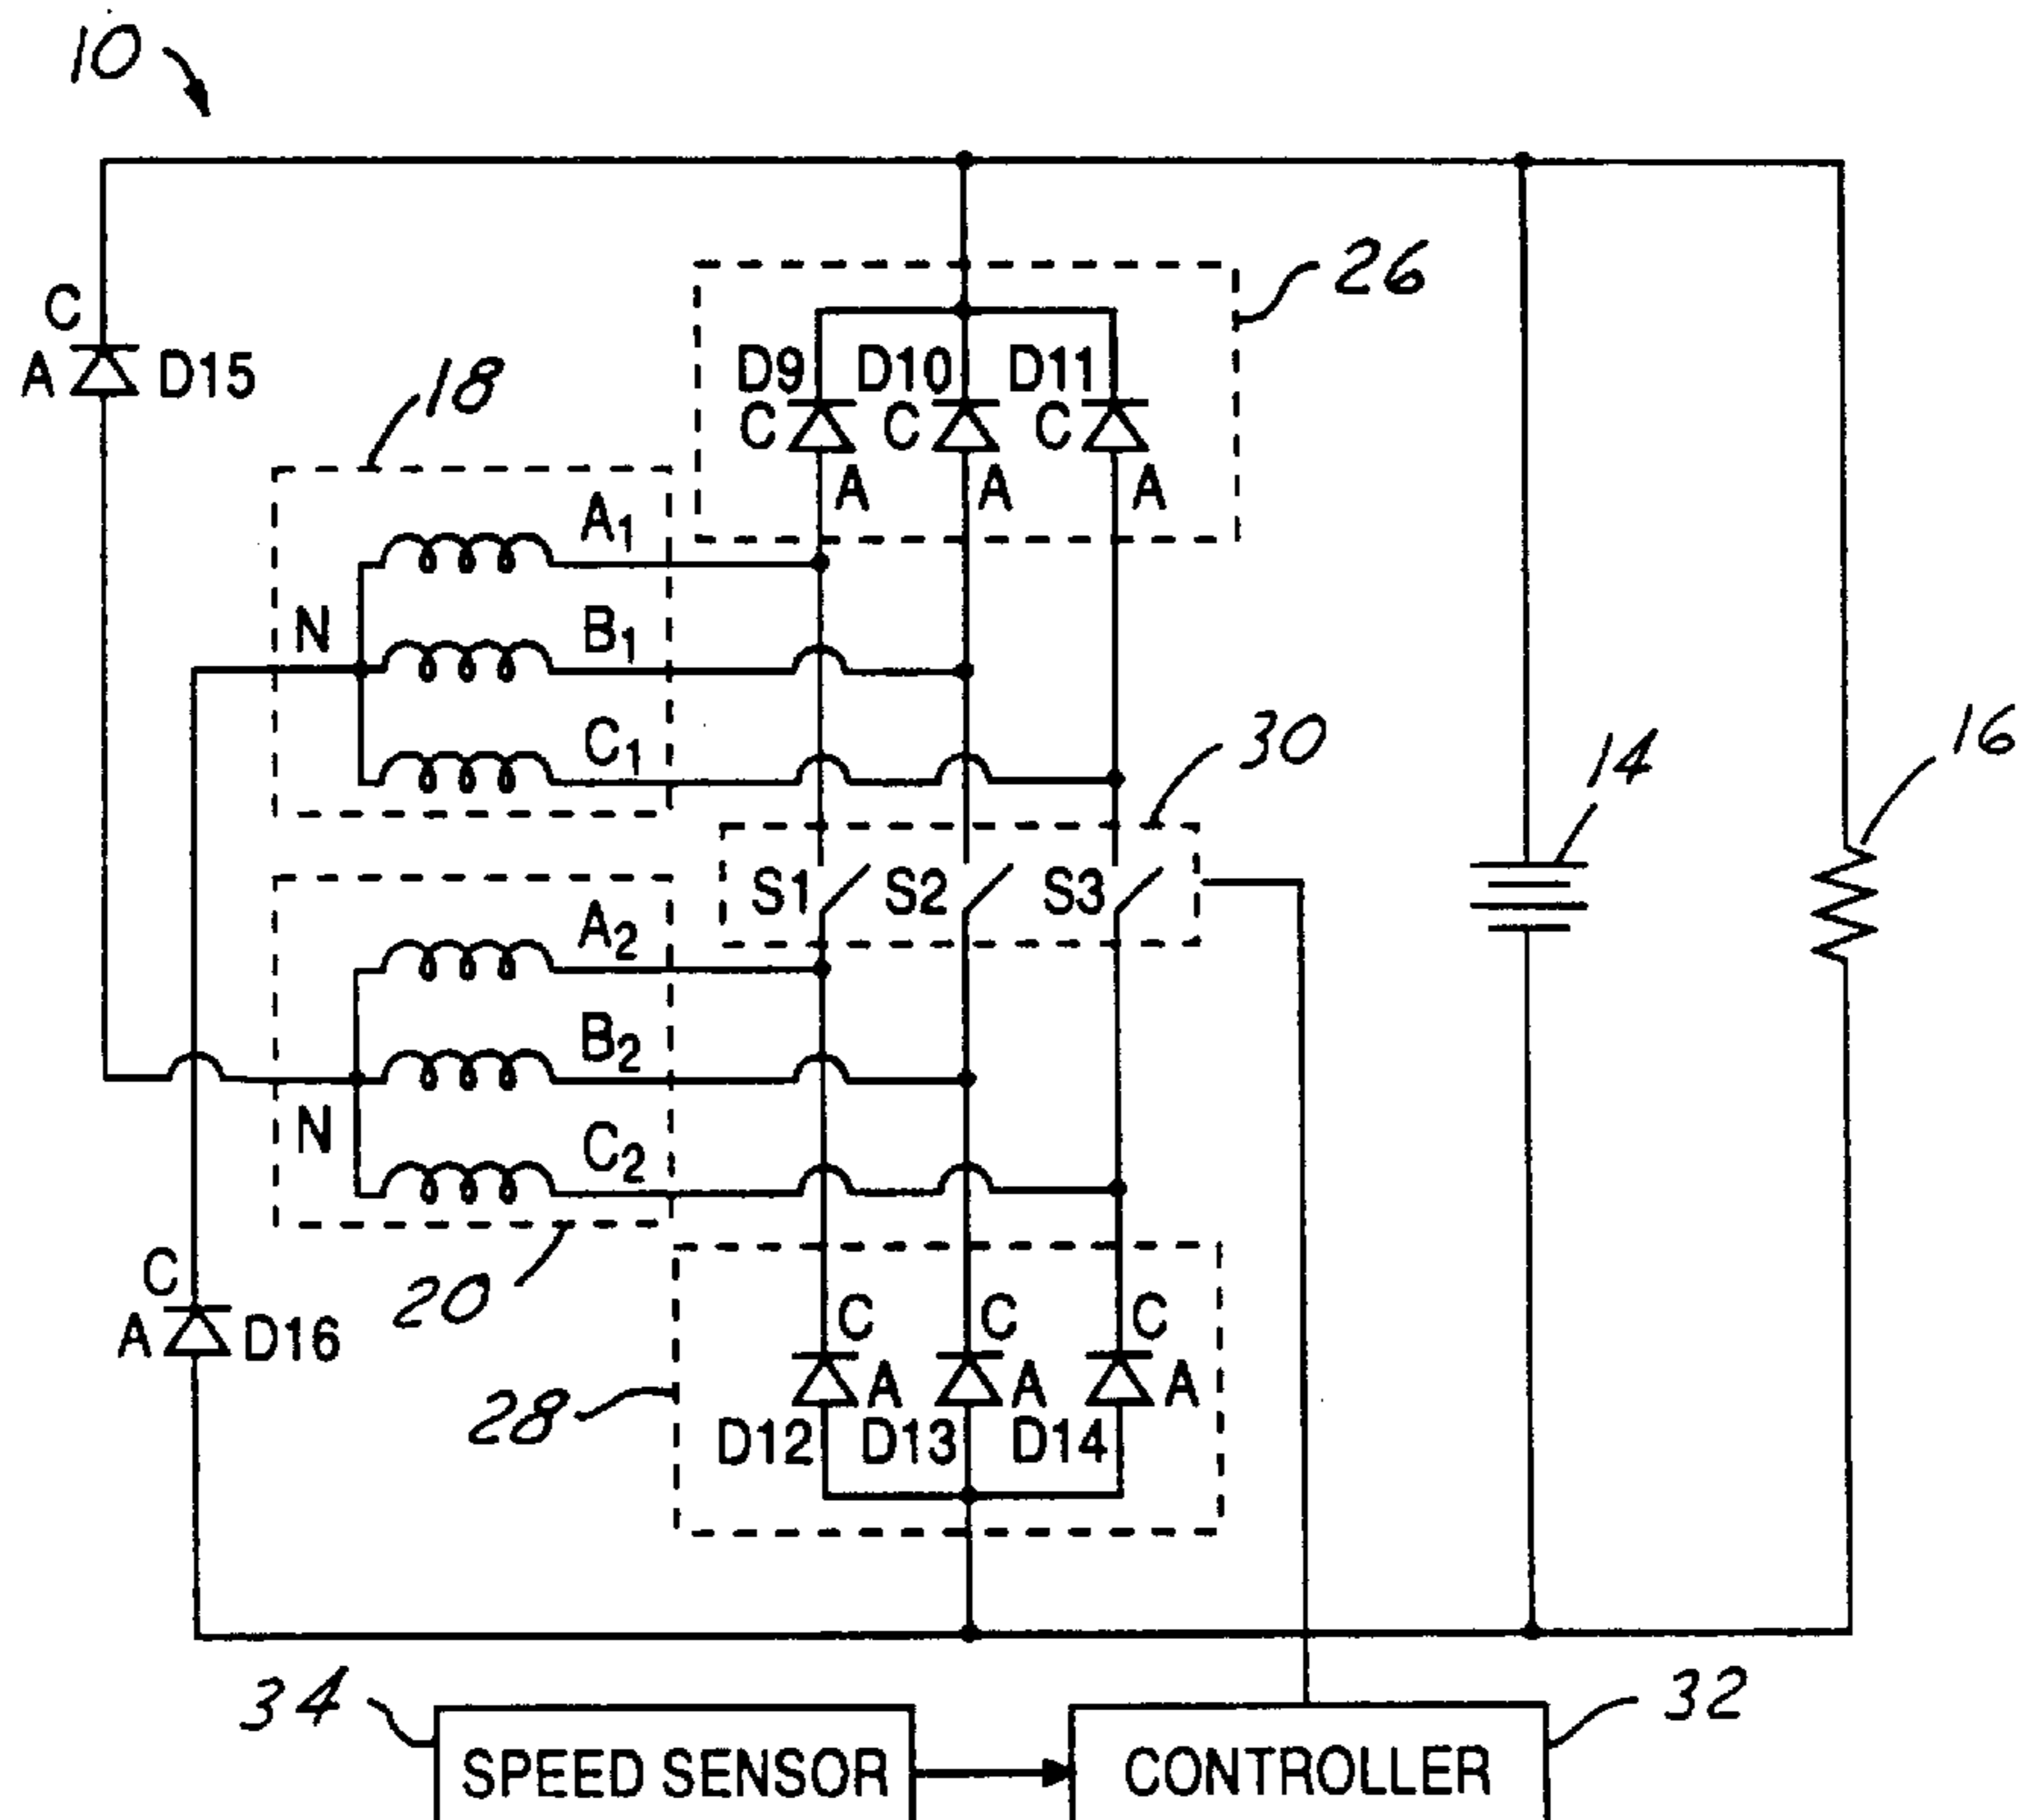 10
C
A D15
18
26
D9 D10 D11
C C C
A A A
A1
N B1
C1
30
16
14
S1 S2 S3
A2
B2
N
C2
20
C
A D16
28
C C C
A A A
D12 D13 D14
34
32
SPEED SENSOR
CONTROLLER